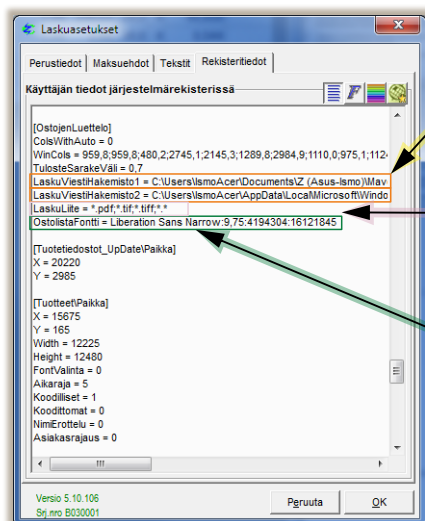 Laskuasetukset
Perustiedot Maksuehdot Tekstit Rekisteritiedot
Käyttäjän tiedot järjestelmärekisterissä
F
[OstojenLuettelo]
ColsWithAuto = 0
WinCols = 959,8;959,8;480,2;2745,1;2145,3;1289,8;2984,9;1110,0;975,1;112
TulosteSarakeVäli = 0,7
LaskuViestiHakemisto1 = C:\Users\IsmoAcer\Documents\Z (Asus-Ismo)\Mav
LaskuViestiHakemisto2 = C:\Users\IsmoAcer\AppData\Local\Microsoft\Windo
LaskuLiite = *.pdf;*.tif;*.tiff;*.*
OstolistaFontti = Liberation Sans Narrow:9,75:4194304:16121845
[Tuotetiedostot_UpDate\Paikka]
X = 20220
Y = 2985
[Tuotteet\Paikka]
X = 15675
Y = 165
Width = 12225
Height = 12480
FontValinta = 0
Aikaraja = 5
Koodilliset = 1
Koodittomat = 0
NimiErottelu = 0
Asiakasrajaus = 0
Versio 5.10.106
Srj.nro B030001
Peruuta OK